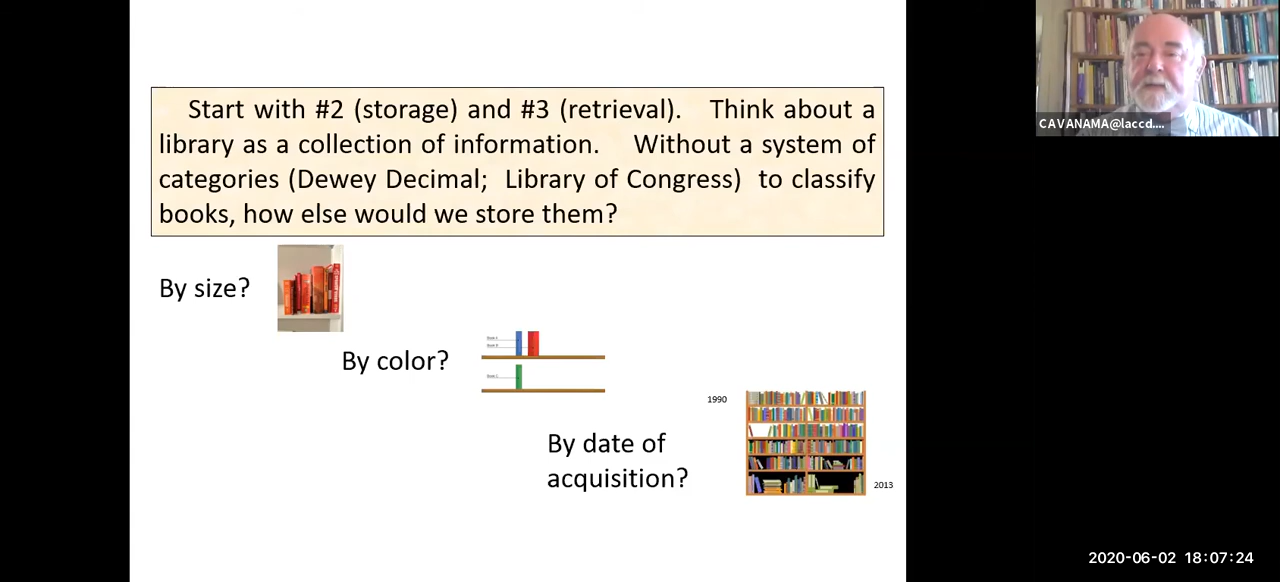 Start with #2 (storage) and #3 (retrieval). Think about a
library as a collection of information. Without a system of
categories (Dewey Decimal; Library of Congress) to classify
books, how else would we store them?
By size?
By color?
1990
By date of
acquisition?
2013
CAVANAMA@laccd....
2020-06-02 18:07:24